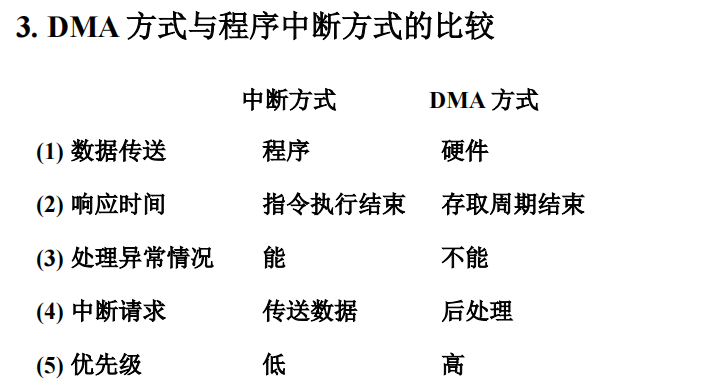 3. DMA 方式与程序中断方式的比较
中断方式 DMA 方式
(1) 数据传送 程序 硬件
(2) 响应时间 指令执行结束 存取周期结束
(3) 处理异常情况 能 不能
(4) 中断请求 传送数据 后处理
(5) 优先级 低 高